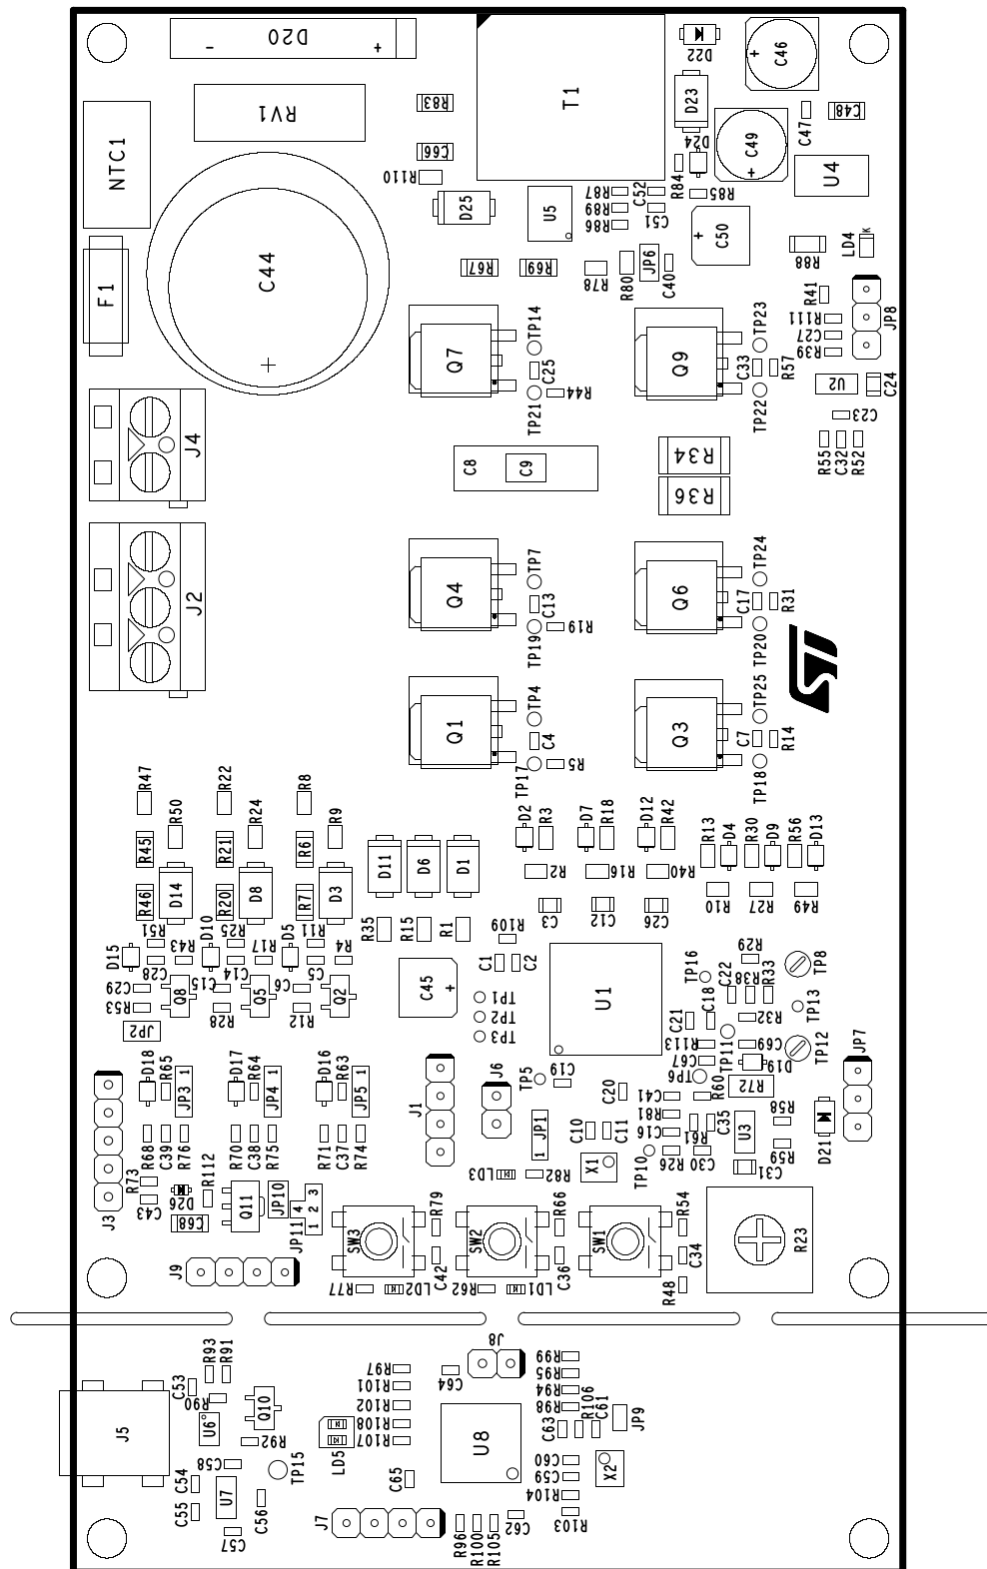 D20
- +
D22
C46
+
T1
R83
D23
RV1
C47
C48
D24
C49
+
NTC1
C66
R84
U4
R110
R87
C52
R85
D25
U5
R89
C51
R86
+
C50
LD4
K
R88
C44
R67
R69
R78
R80
JP6
C40
F1
R41
TP14
TP23
R111
JP8
C27
Q7
Q9
R39
C25
C33
R57
+
R44
U2
C24
TP21
TP22
C23
J4
C8
C9
R34
R55
C32
R52
R36
TP7
TP24
Q4
Q6
J2
C13
C17
R31
R19
TP19
TP20
ST
TP4
TP25
Q1
Q3
C4
C7
R14
R5
TP17
TP18
R47
R22
R8
R50
R24
R9
D2
R3
D7
R18
D12
R42
R13
D4
R30
D9
R56
D13
R45
R21
R6
D11
D6
D1
R2
R16
R40
R46
D14
R20
D8
R7
D3
R10
R27
R49
C3
C12
C26
R51
D10
R25
D5
R11
R35
R15
R1
R109
D15
R43
R17
R4
R29
C28
C14
C5
C1
C2
TP16
C22
R38
R33
TP8
C29
C15
C6
Q8
Q5
Q2
C45
+
U1
R53
R28
R12
TP1
TP13
JP2
TP2
C21
C18
R32
TP3
R113
TP11
C69
TP12
JP7
C67
D19
D18
R65
D17
R64
D16
R63
J6
TP5
C19
TP6
R60
R72
JP3 1
JP4 1
JP5 1
J1
C20
C41
R58
R81
C10
C11
C16
R61
C35
U3
D21
JP1
1
R68
C39
R76
R70
C38
R75
R71
C37
R74
R59
R73
R112
LD3
R82
X1
TP10
R26
C30
C31
J3
D26
C43
C68
Q11
JP10
4 3
1 2
JP11
R79
R66
R54
SW3
SW2
SW1
R23
J9
C42
C36
C34
R77
LD2
R62
LD1
R48
R93
R91
J8
R99
R97
C64
R95
C53
R101
R94
R90
R102
R98
R106
C61
JP9
J5
U6
Q10
R108
C63
R92
R107
U8
LD5
C58
TP15
C60
X2
C54
C65
C59
U7
R104
C55
C56
J7
C62
R103
C57
R96
R100
R105